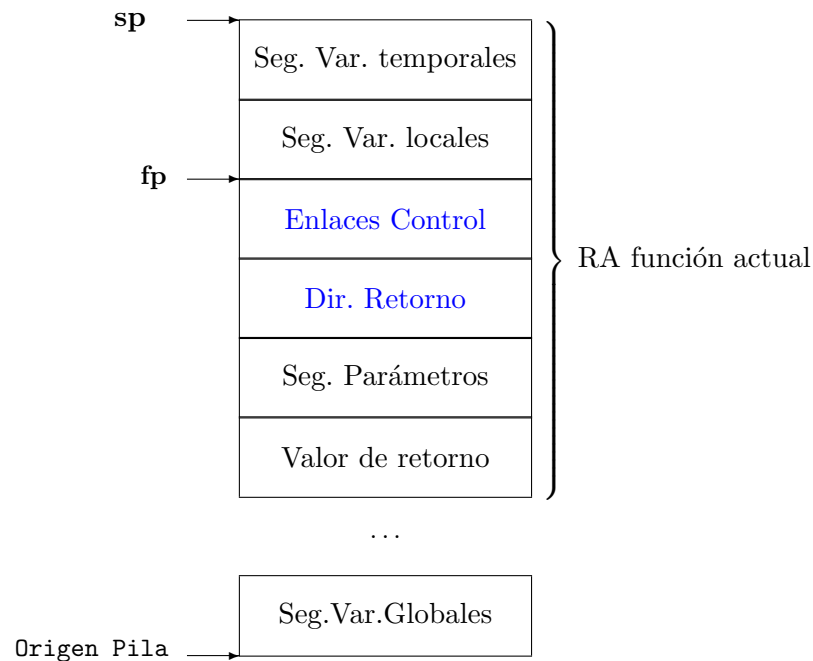 sp
Seg. Var. temporales
Seg. Var. locales
fp
Enlaces Control
RA función actual
Dir. Retorno
Seg. Parámetros
Valor de retorno
...
Seg.Var.Globales
Origen Pila